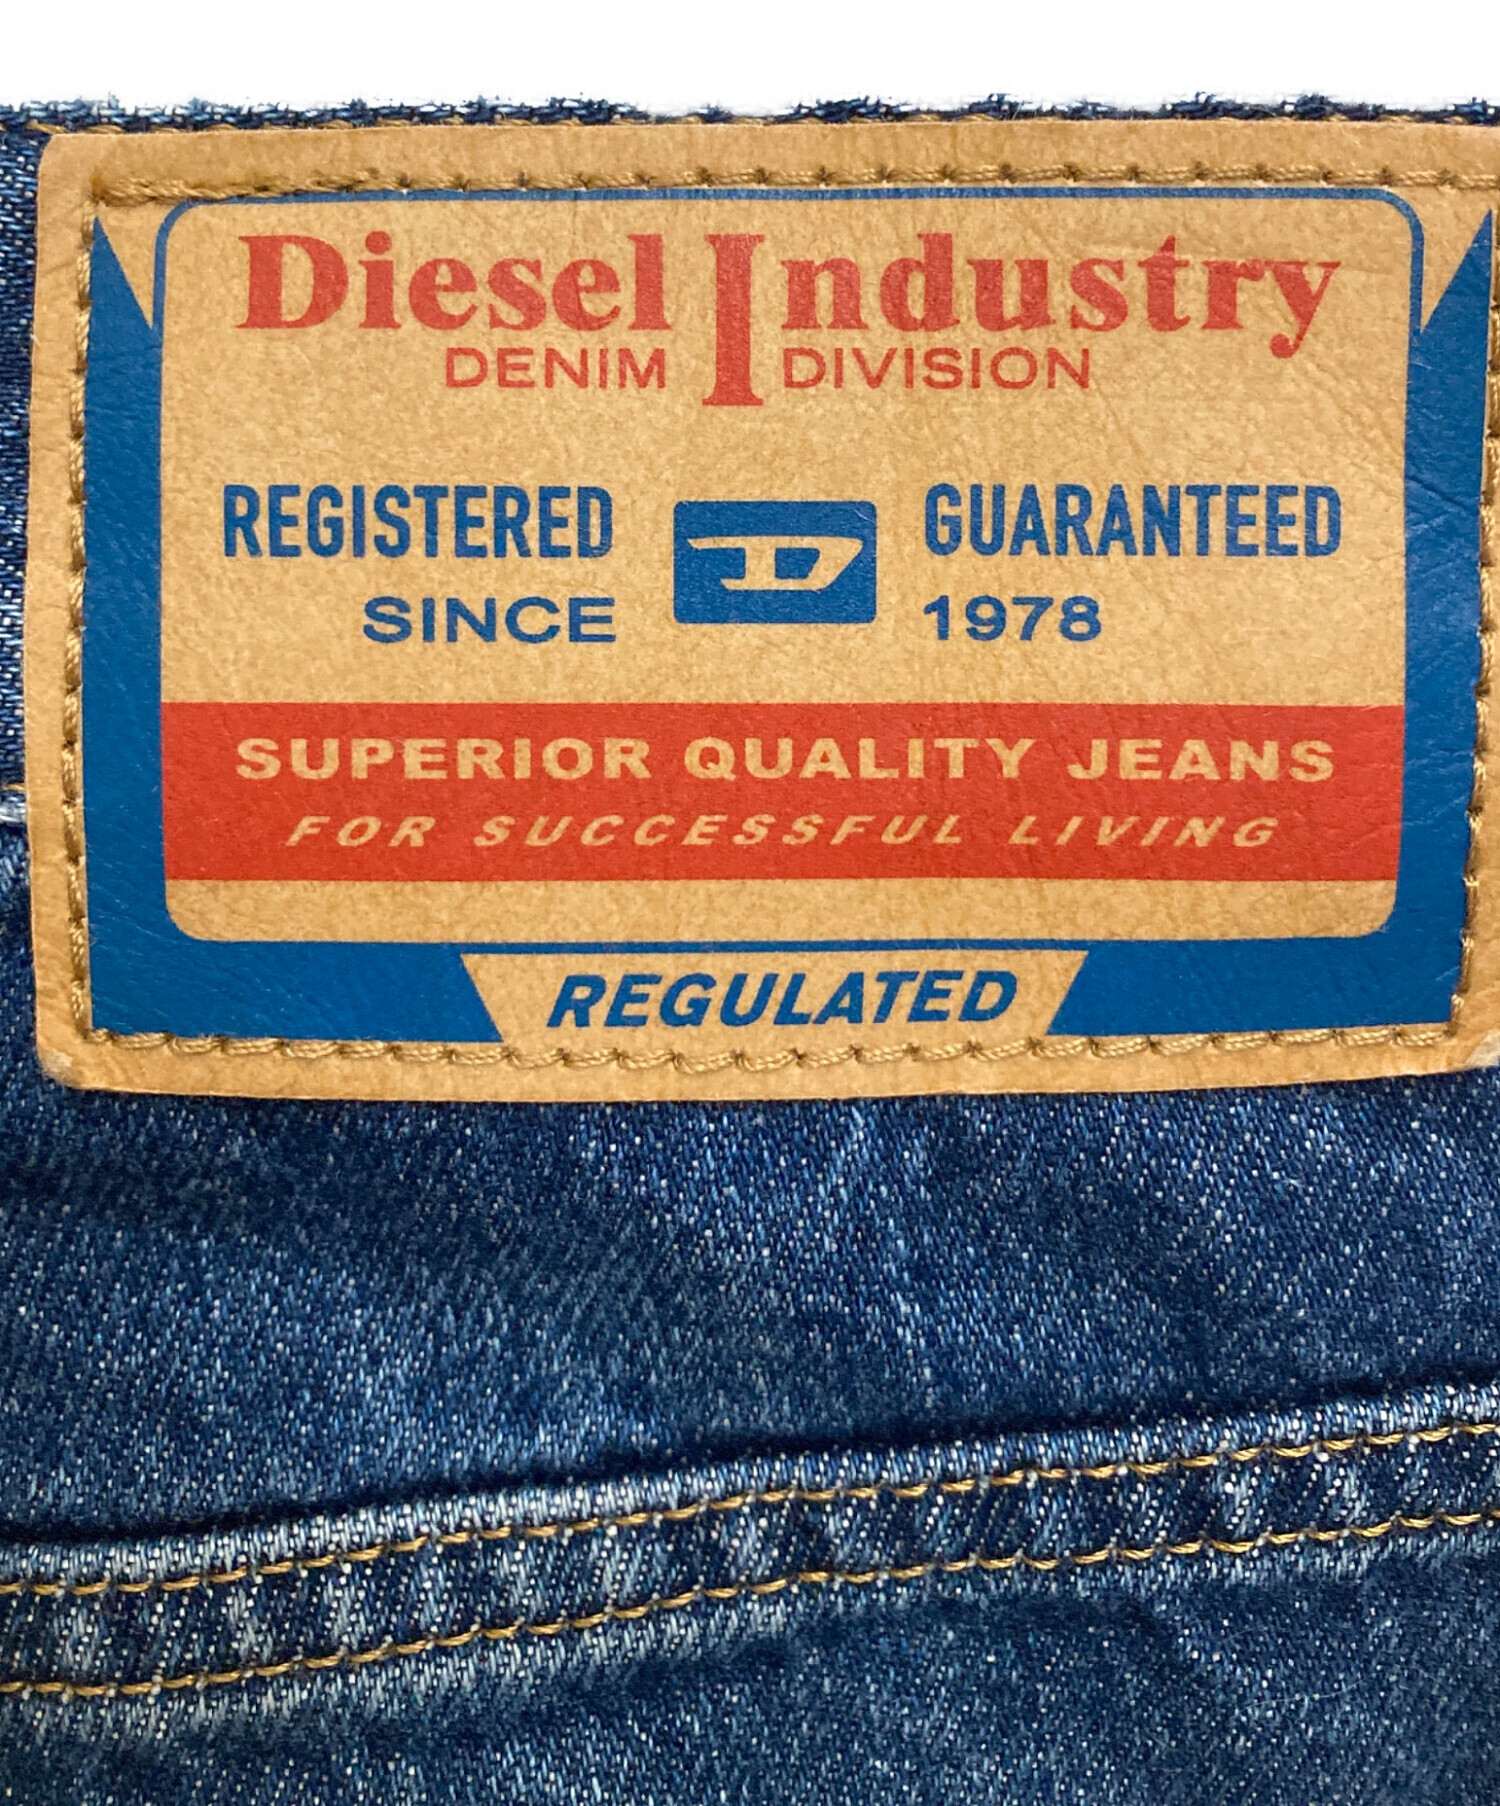 Diesel Industry
DENIM DIVISION
REGISTERED D GUARANTEED
SINCE 1978
SUPERIOR QUALITY JEANS
FOR SUCCESSFUL LIVING
REGULATED